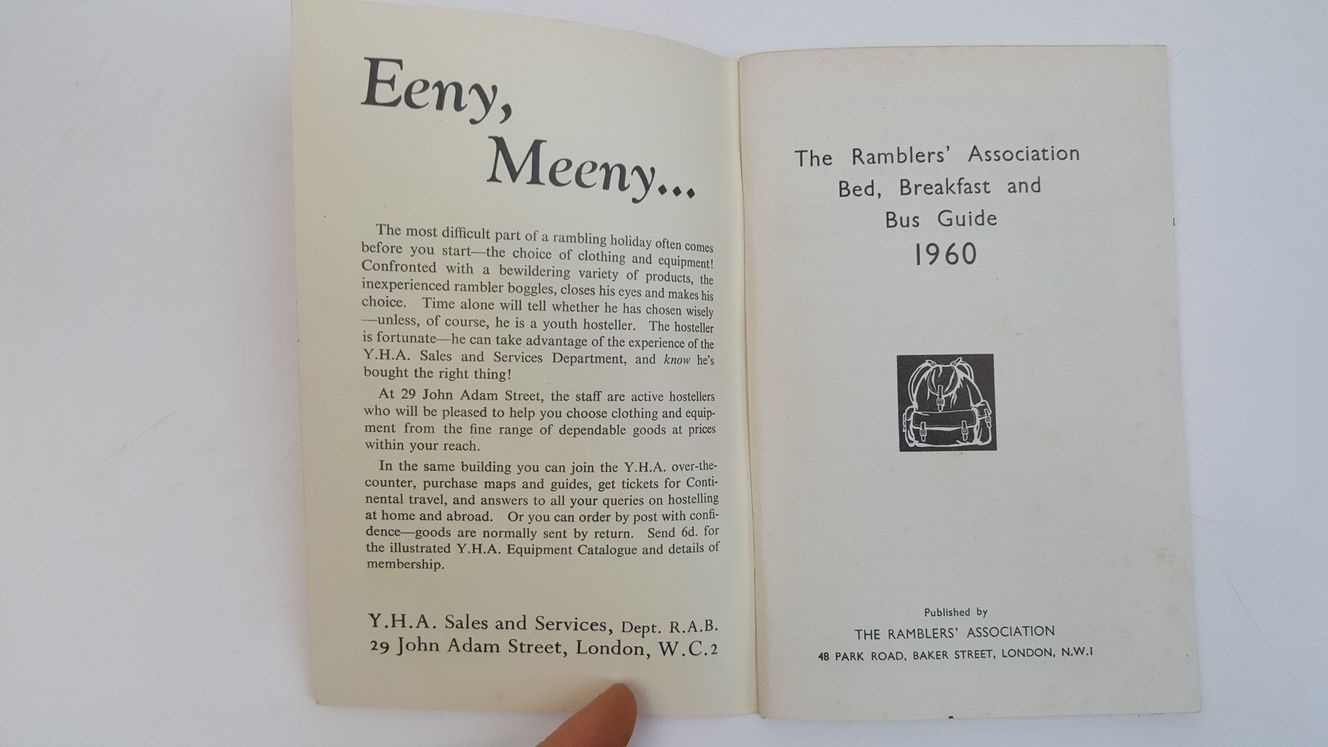 Eeny,
Meeny...
The most difficult part of a rambling holiday often comes
before you start—the choice of clothing and equipment!
Confronted with a bewildering variety of products, the
inexperienced rambler boggles, closes his eyes and makes his
choice. Time alone will tell whether he has chosen wisely
—unless, of course, he is a youth hosteller. The hosteller
is fortunate—he can take advantage of the experience of the
Y.H.A. Sales and Services Department, and know he's
bought the right thing!
At 29 John Adam Street, the staff are active hostellers
who will be pleased to help you choose clothing and equip-
ment from the fine range of dependable goods at prices
within your reach.
In the same building you can join the Y.H.A. over-the-
counter, purchase maps and guides, get tickets for Conti-
nental travel, and answers to all your queries on hostelling
at home and abroad. Or you can order by post with confi-
dence—goods are normally sent by return. Send 6d. for
the illustrated Y.H.A. Equipment Catalogue and details of
membership.
Y.H.A. Sales and Services, Dept. R.A.B.
29 John Adam Street, London, W.C.2
The Ramblers' Association
Bed, Breakfast and
Bus Guide
1960
Published by
THE RAMBLERS' ASSOCIATION
48 PARK ROAD, BAKER STREET, LONDON, N.W.1